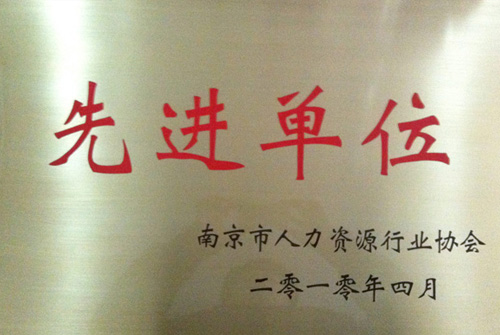 先进单位
南京市人力资源行业协会
二零一零年四月